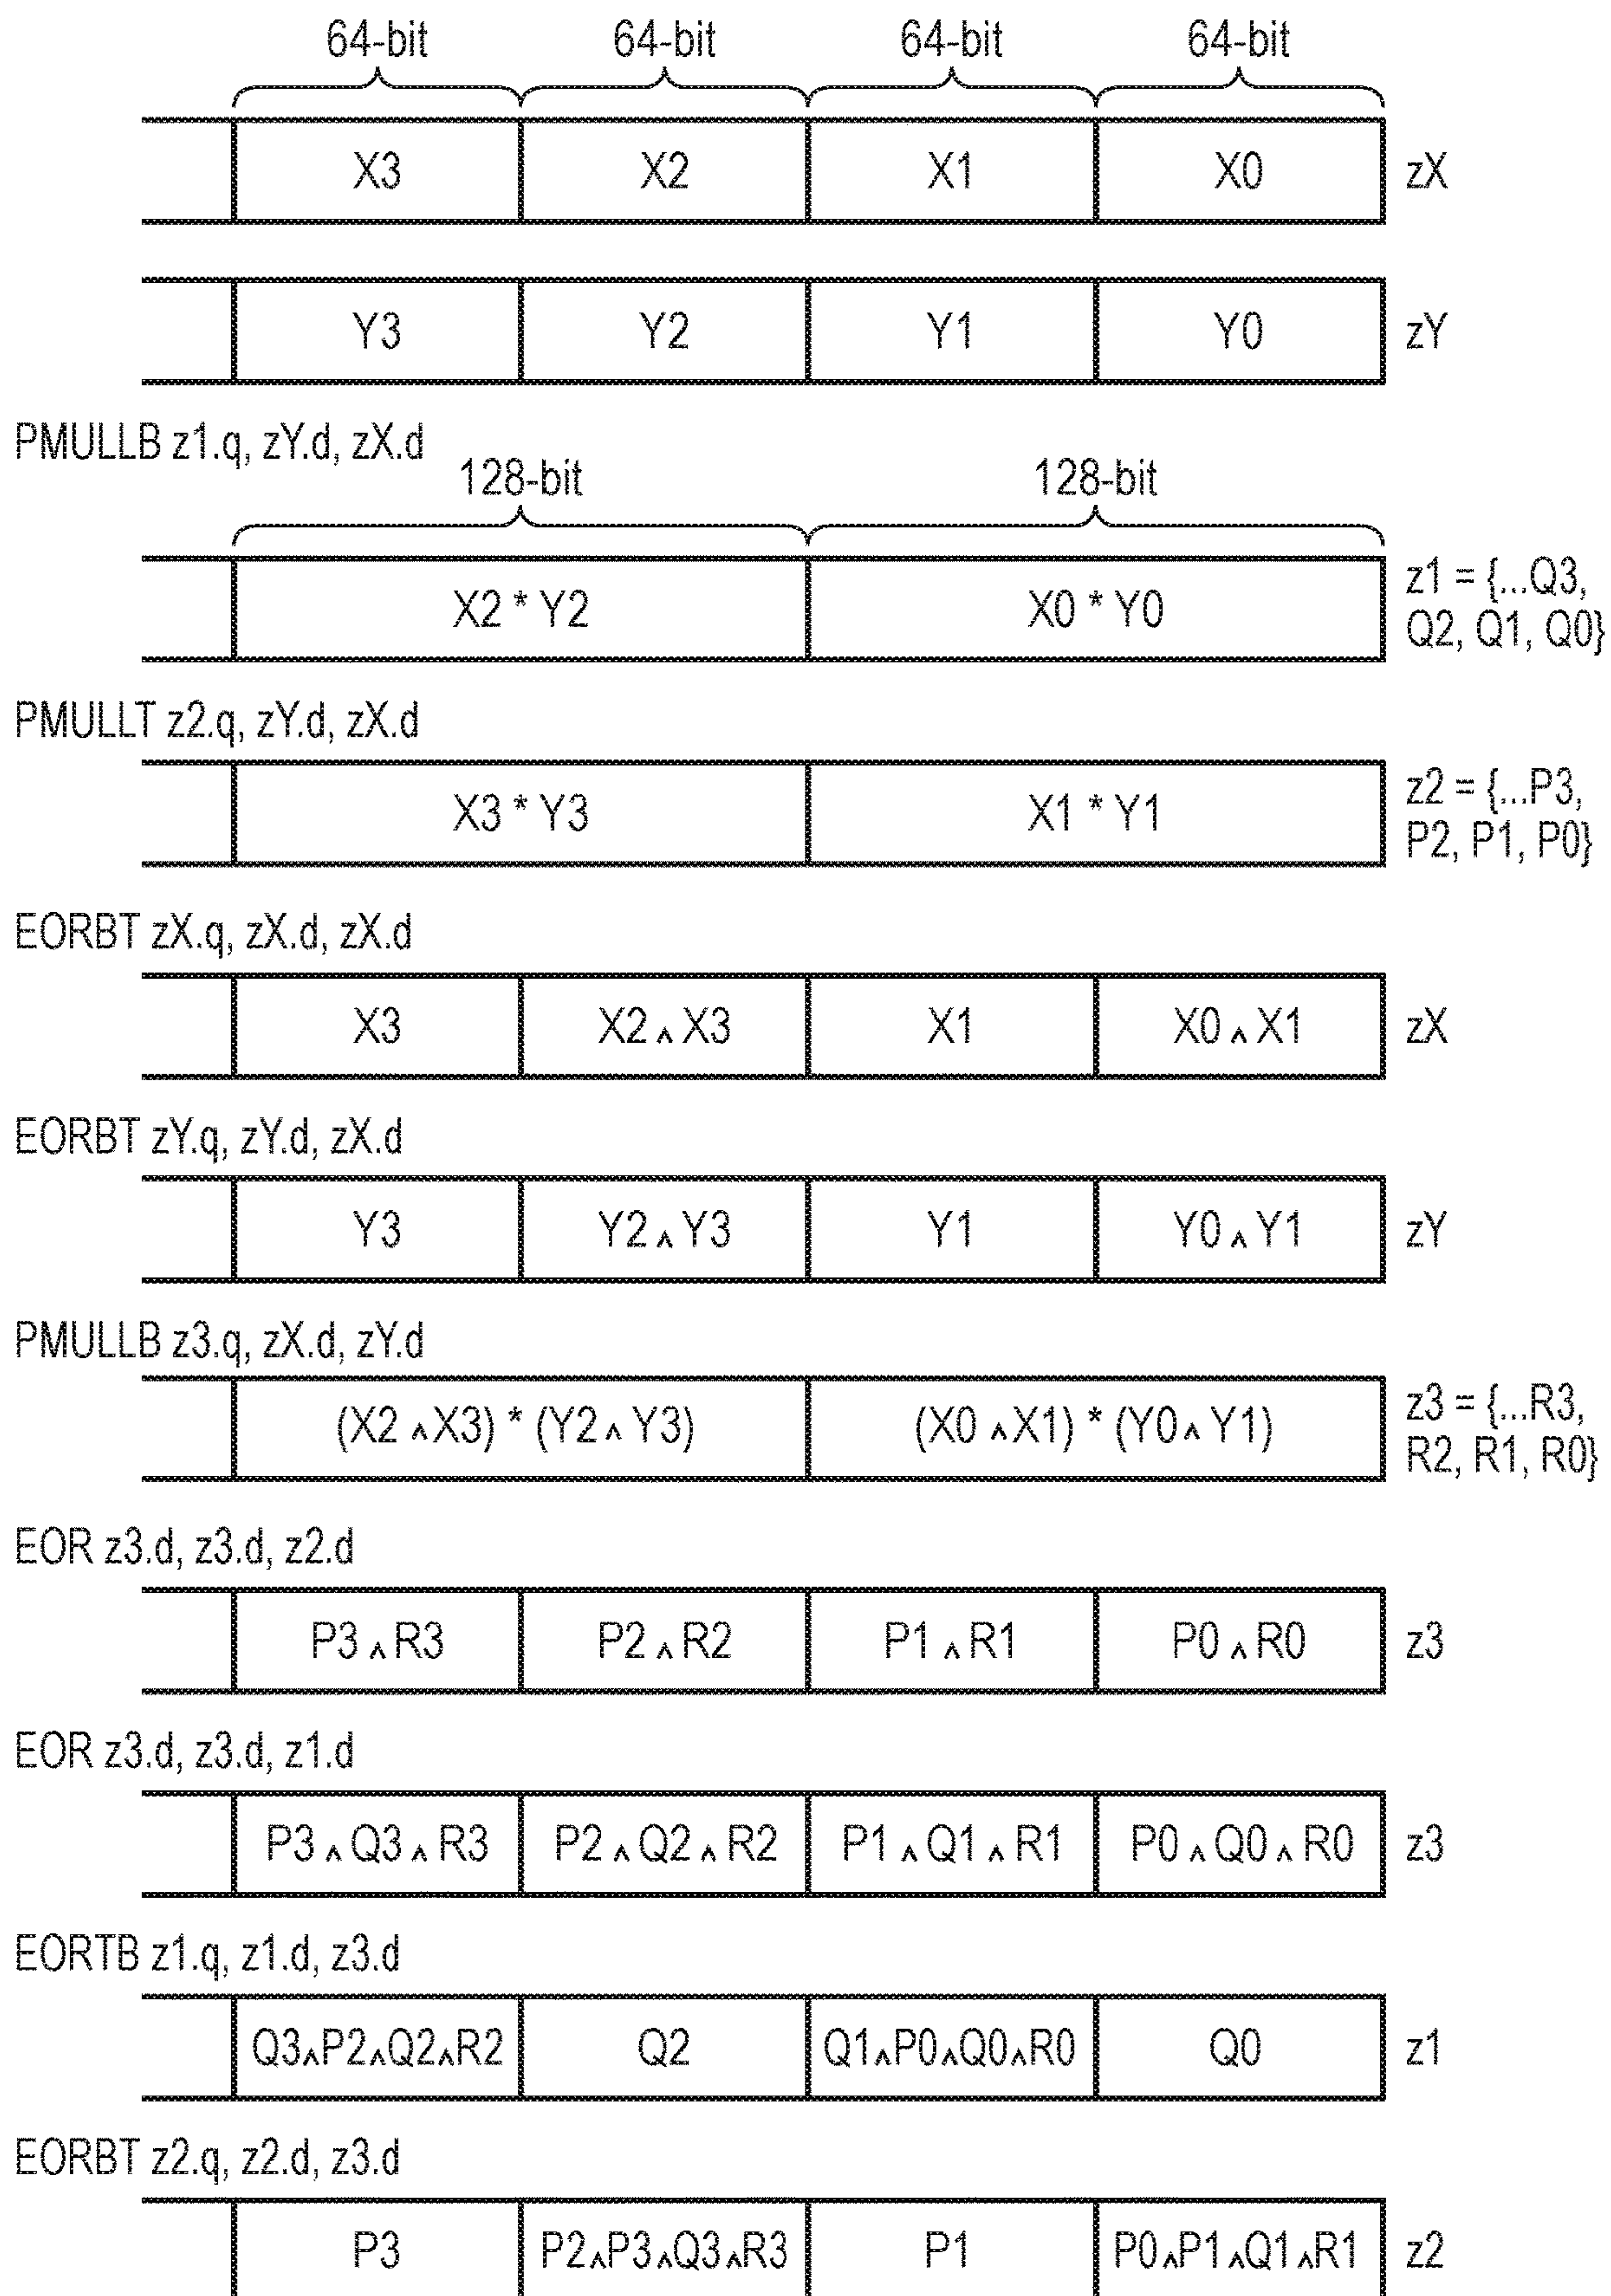 64-bit 64-bit 64-bit 64-bit
X3 X2 X1 X0 zX
Y3 Y2 Y1 Y0 zY
PMULLB z1.q, zY.d, zX.d
128-bit 128-bit
X2 * Y2 X0 * Y0 z1 = {...Q3,
Q2, Q1, Q0}
PMULLT z2.q, zY.d, zX.d
X3 * Y3 X1 * Y1 z2 = {...P3,
P2, P1, P0}
EORBT zX.q, zX.d, zX.d
X3 X2 ^ X3 X1 X0 ^ X1 zX
EORBT zY.q, zY.d, zX.d
Y3 Y2 ^ Y3 Y1 Y0 ^ Y1 zY
PMULLB z3.q, zX.d, zY.d
(X2 ^ X3) * (Y2 ^ Y3) (X0 ^ X1) * (Y0 ^ Y1) z3 = {...R3,
R2, R1, R0}
EOR z3.d, z3.d, z2.d
P3 ^ R3 P2 ^ R2 P1 ^ R1 P0 ^ R0 z3
EOR z3.d, z3.d, z1.d
P3 ^ Q3 ^ R3 P2 ^ Q2 ^ R2 P1 ^ Q1 ^ R1 P0 ^ Q0 ^ R0 z3
EORTB z1.q, z1.d, z3.d
Q3^P2^Q2^R2 Q2 Q1^P0^Q0^R0 Q0 z1
EORBT z2.q, z2.d, z3.d
P3 P2^P3^Q3^R3 P1 P0^P1^Q1^R1 z2